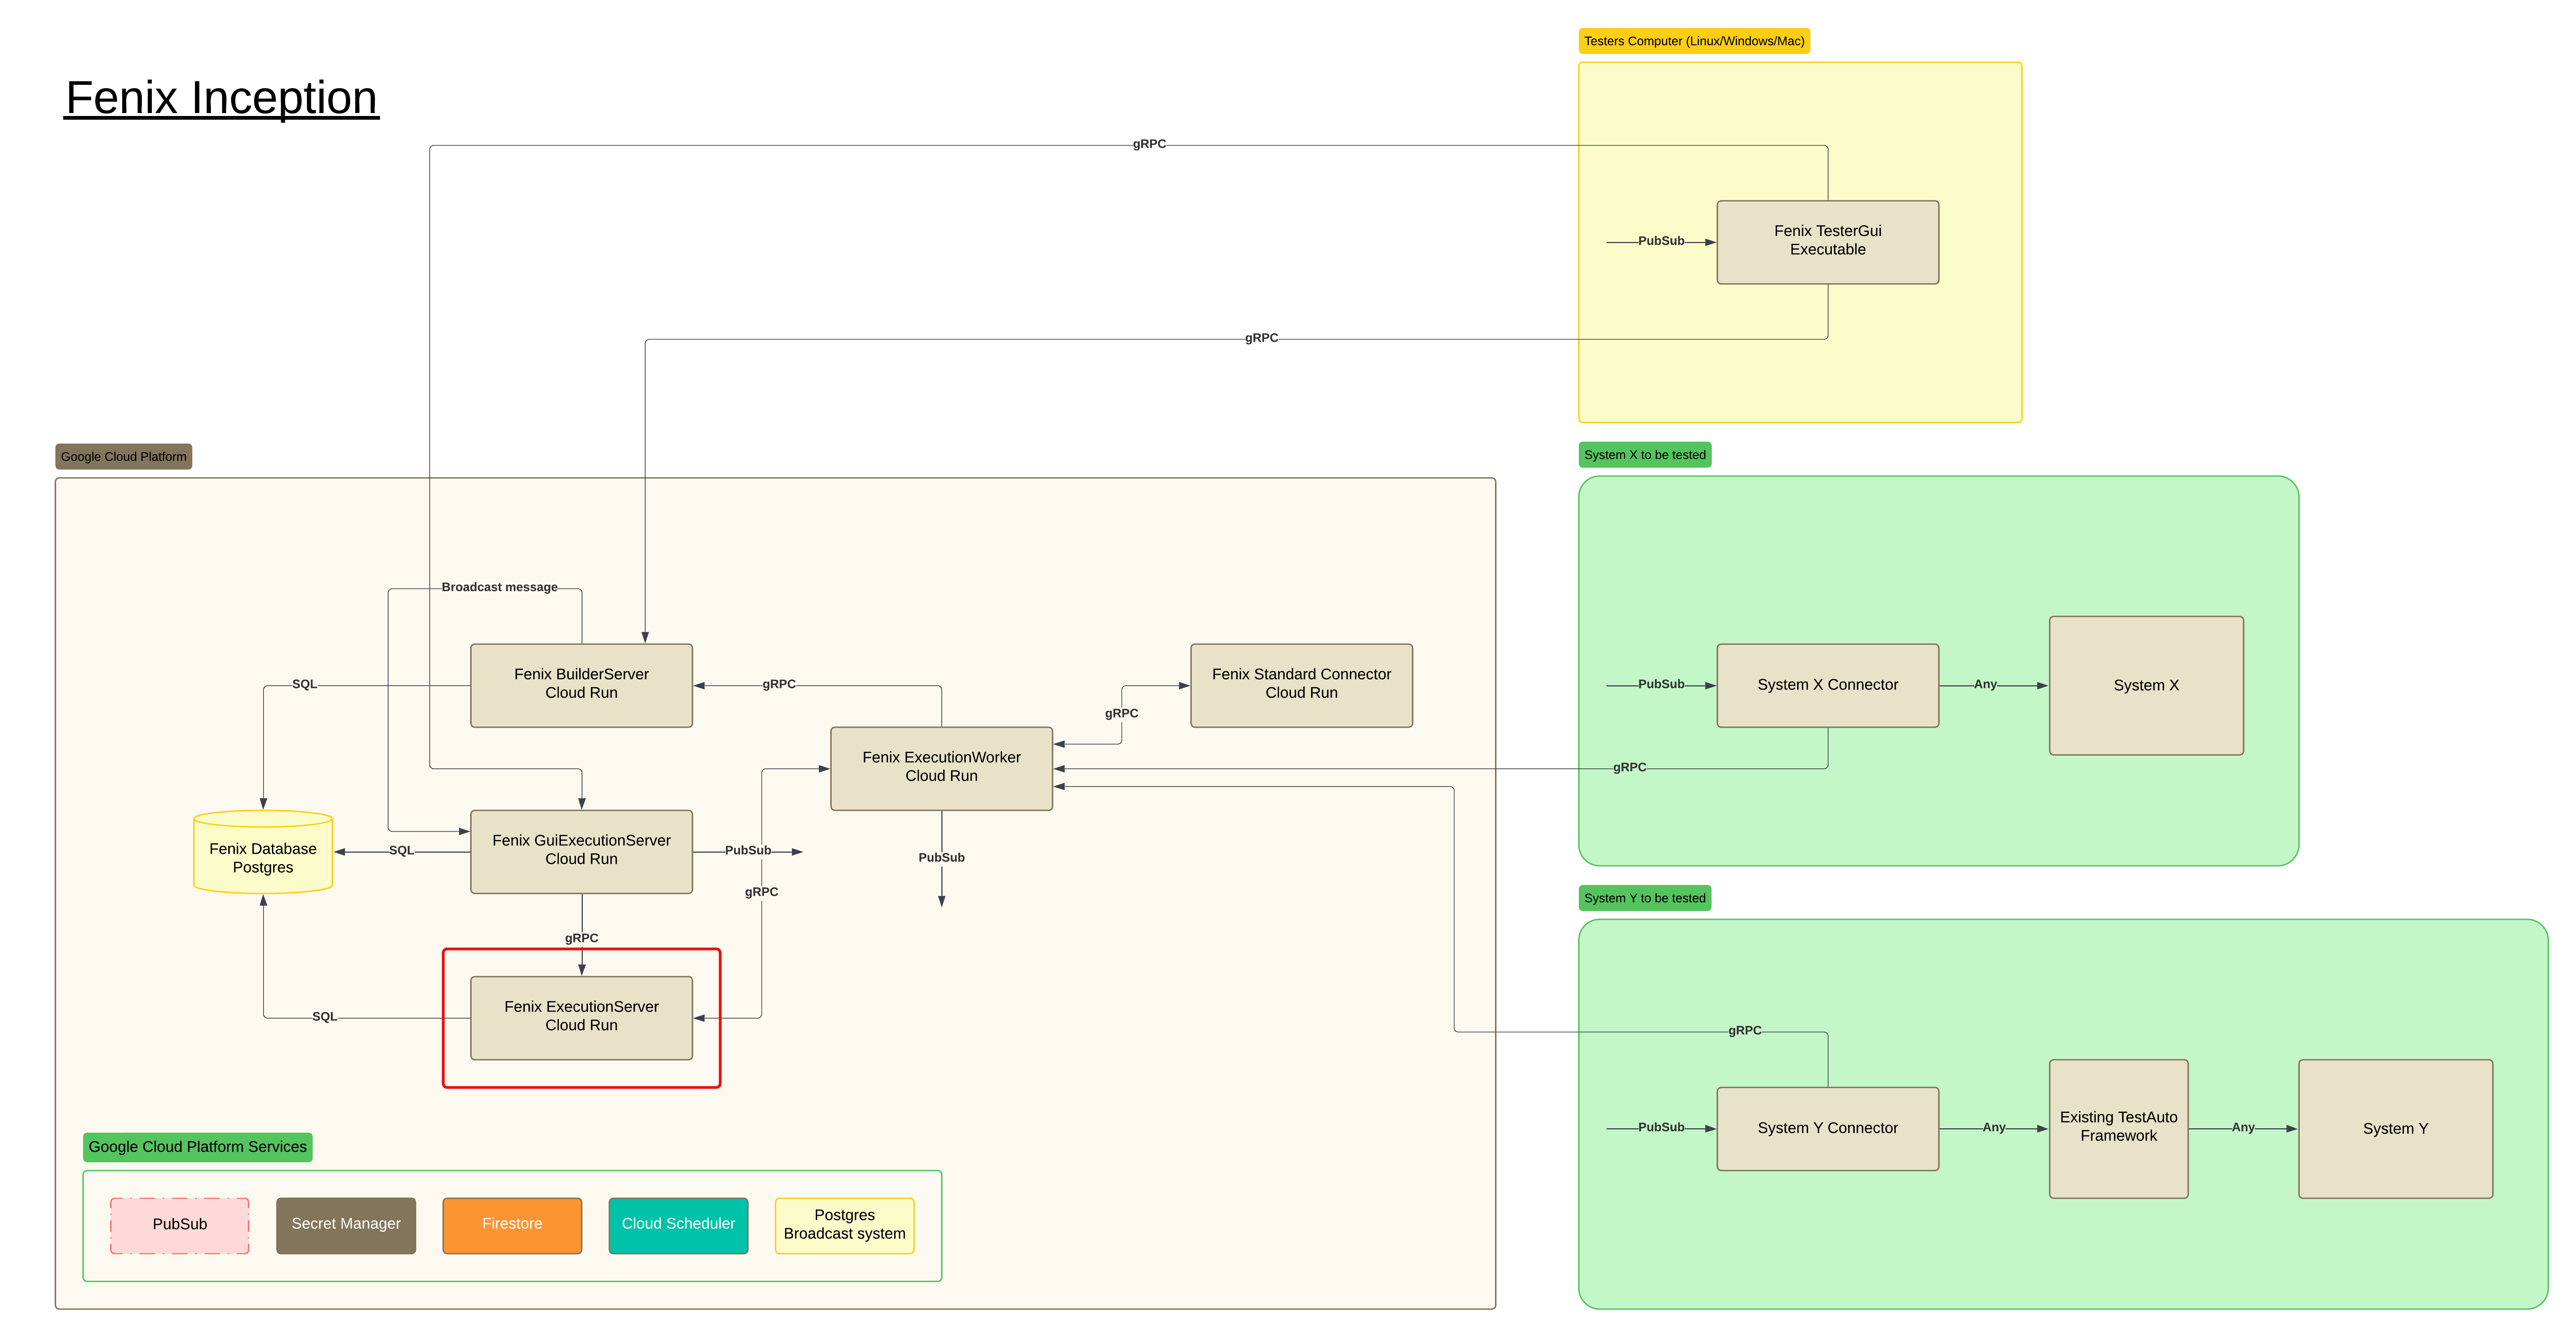 Fenix Inception
Testers Computer (Linux/Windows/Mac)
gRPC
PubSub
Fenix TesterGui
Executable
gRPC
Google Cloud Platform
Broadcast message
Fenix BuilderServer
Cloud Run
SQL
gRPC
Fenix Standard Connector
Cloud Run
gRPC
Fenix ExecutionWorker
Cloud Run
Fenix Database
Postgres
SQL
Fenix GuiExecutionServer
Cloud Run
PubSub
PubSub
gRPC
gRPC
Fenix ExecutionServer
Cloud Run
SQL
System X to be tested
PubSub
System X Connector
Any
System X
gRPC
System Y to be tested
gRPC
PubSub
System Y Connector
Any
Existing TestAuto
Framework
Any
System Y
Google Cloud Platform Services
PubSub
Secret Manager
Firestore
Cloud Scheduler
Postgres
Broadcast system